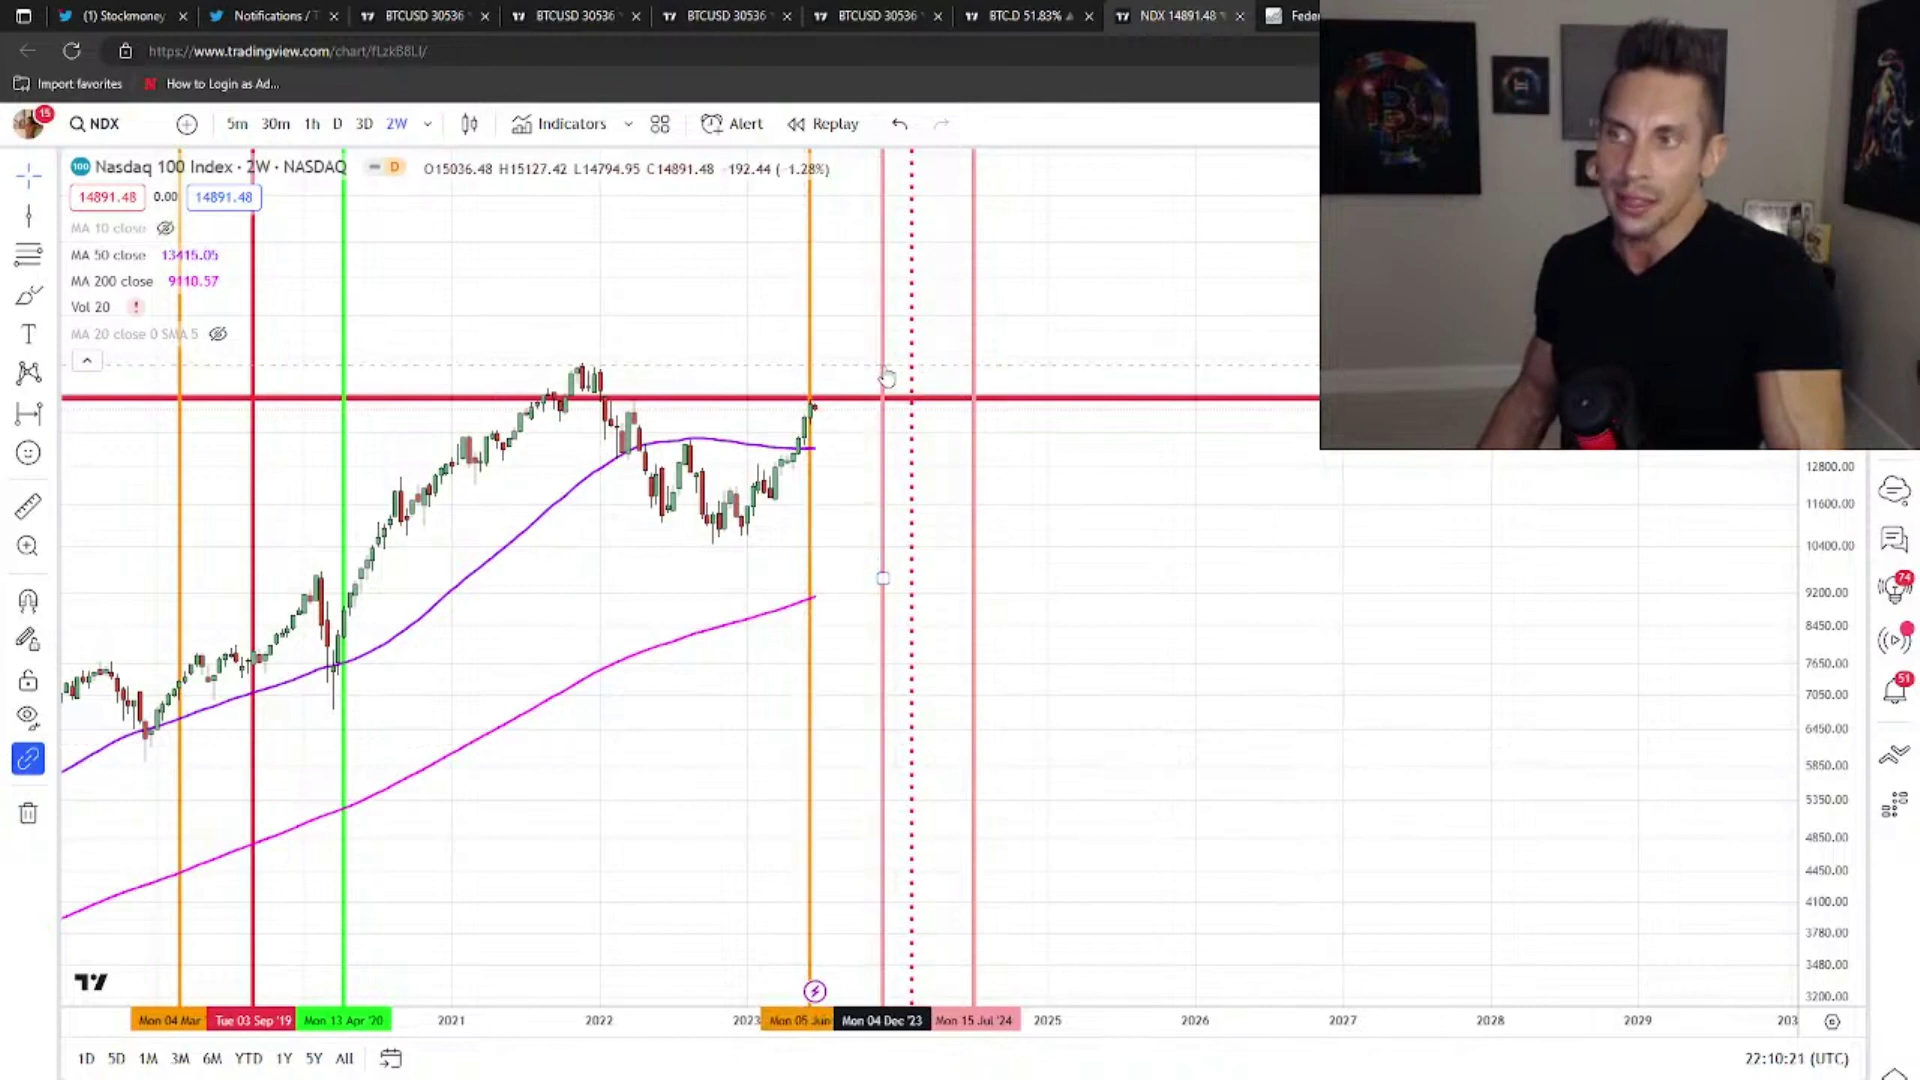 (1) Stockmoney
Notifications / T
BTCUSD 30536
BTCUSD 30536
BTCUSD 30536
BTCUSD 30536
BTC.D 51.83%
NDX 14891.48
Fede
https://www.tradingview.com/chart/fLzkB8LI/
Import favorites
How to Login as Ad...
15
NDX
5m 30m 1h D 3D 2W
Indicators
Alert
Replay
100 Nasdaq 100 Index · 2W · NASDAQ
D
O15036.48 H15127.42 L14794.95 C14891.48 -192.44 (-1.28%)
14891.48 0.00 14891.48
MA 10 close
MA 50 close 13415.05
MA 200 close 9110.57
Vol 20 !
MA 20 close 0 SMA 5
12800.00
11600.00
10400.00
9200.00
8450.00
7650.00
7050.00
6450.00
5850.00
5350.00
4850.00
4450.00
4100.00
3780.00
3480.00
3200.00
74
51
Mon 04 Mar Tue 03 Sep '19 Mon 13 Apr '20 2021 2022 2023 Mon 05 Jun Mon 04 Dec '23 Mon 15 Jul '24 2025 2026 2027 2028 2029 203
1D 5D 1M 3M 6M YTD 1Y 5Y All
22:10:21 (UTC)